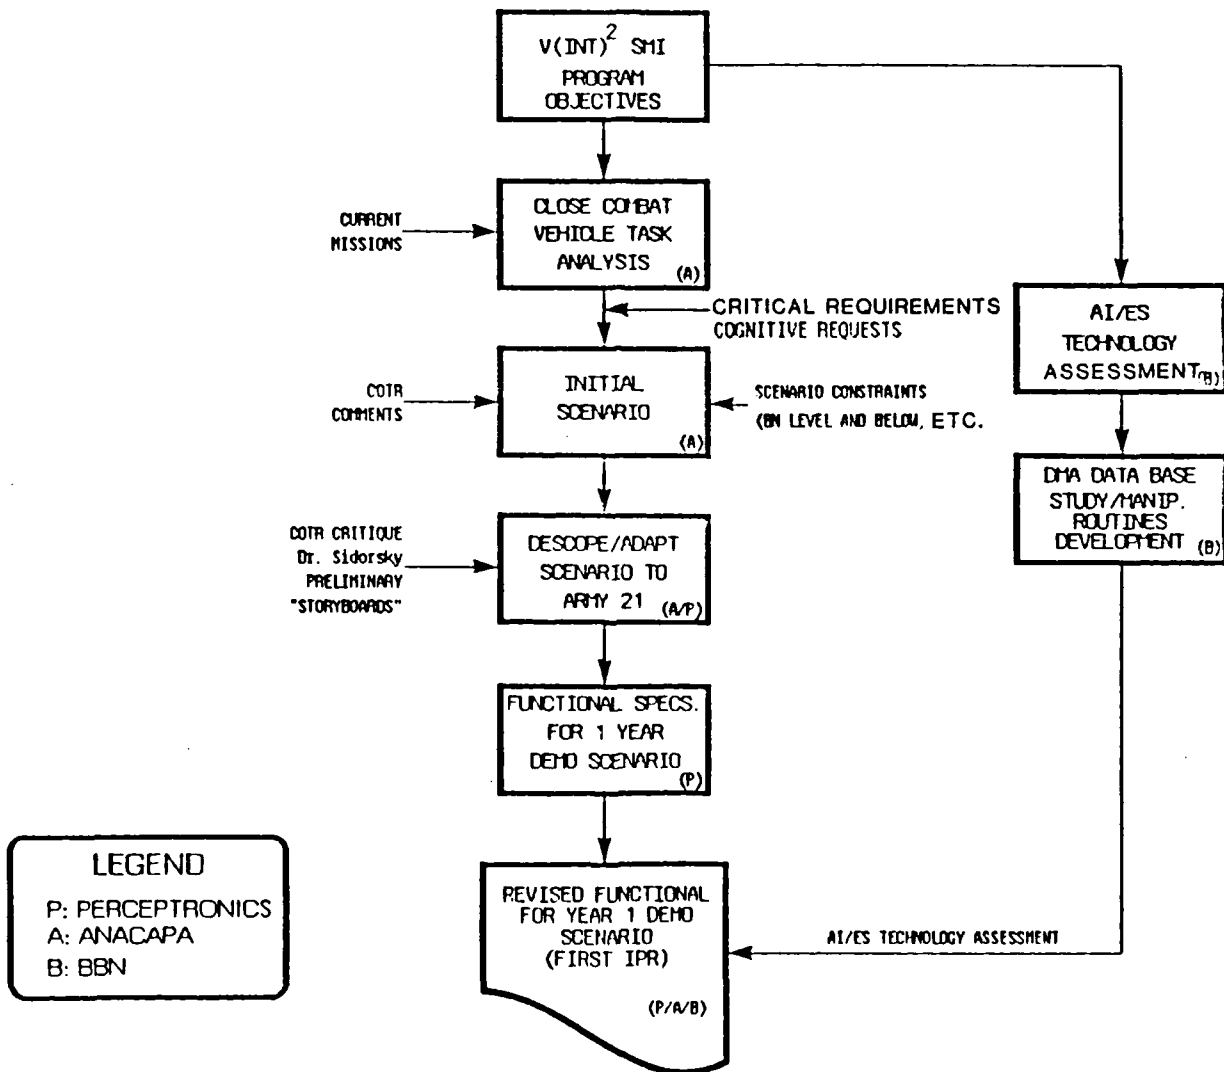 V(INT)² SMI
PROGRAM
OBJECTIVES
CLOSE COMBAT
VEHICLE TASK
ANALYSIS
(A)
CURRENT
MISSIONS
CRITICAL REQUIREMENTS
COGNITIVE REQUESTS
INITIAL
SCENARIO
(A)
COTR
COMMENTS
SCENARIO CONSTRAINTS
(BN LEVEL AND BELOW, ETC.
AI/ES
TECHNOLOGY
ASSESSMENT
(B)
DMA DATA BASE
STUDY/MANIP.
ROUTINES
DEVELOPMENT
(B)
COTR CRITIQUE
Dr. Sidorsky
PRELIMINARY
"STORYBOARDS"
DESCOPE/ADAPT
SCENARIO TO
ARMY 21
(A/P)
FUNCTIONAL SPECS.
FOR 1 YEAR
DEMO SCENARIO
(P)
REVISED FUNCTIONAL
FOR YEAR 1 DEMO
SCENARIO
(FIRST IPR)
(P/A/B)
AI/ES TECHNOLOGY ASSESSMENT
LEGEND
P: PERCEPTRONICS
A: ANACAPA
B: BBN